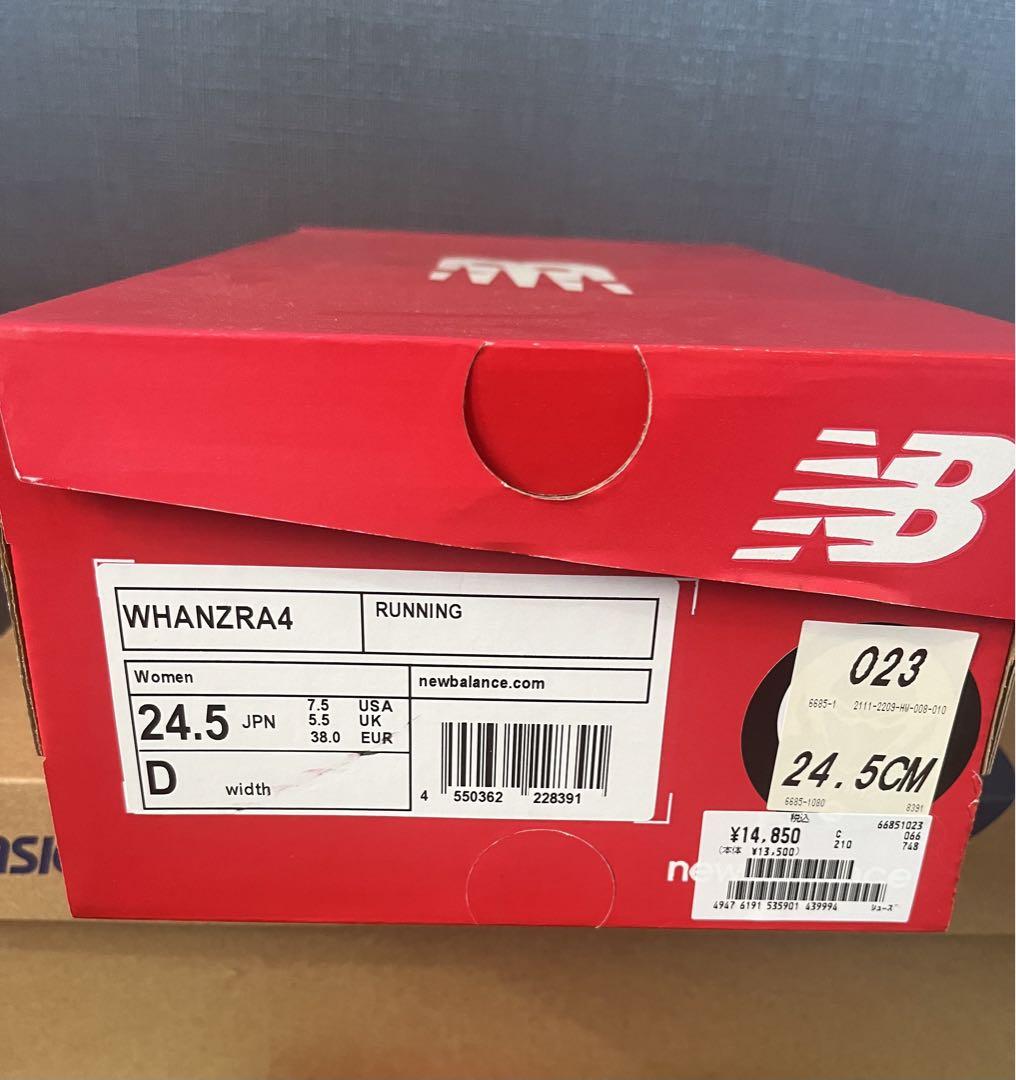 NB
WHANZRA4
RUNNING
Women
newbalance.com
24.5 JPN
7.5 USA
5.5 UK
38.0 EUR
D width
4 550362 228391
023
6685-1 2111-2209-HW-008-010
24.5CM
6685-1080 8391
税込
¥14,850
(本体 ¥13,500)
C
210
66851023
066
748
4947 6191 535901 439994 シューズ
new balance
asic